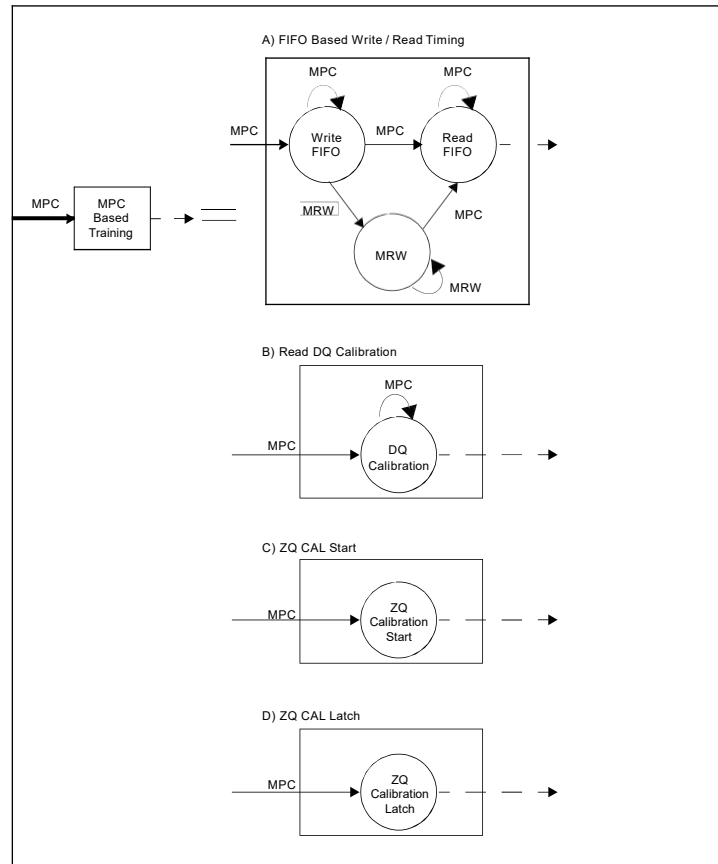 A) FIFO Based Write / Read Timing
MPC
MPC
MPC
Write
FIFO
MPC
Read
FIFO
MRW
MPC
MRW
MRW
MPC
MPC
Based
Training
B) Read DQ Calibration
MPC
MPC
DQ
Calibration
C) ZQ CAL Start
MPC
ZQ
Calibration
Start
D) ZQ CAL Latch
MPC
ZQ
Calibration
Latch